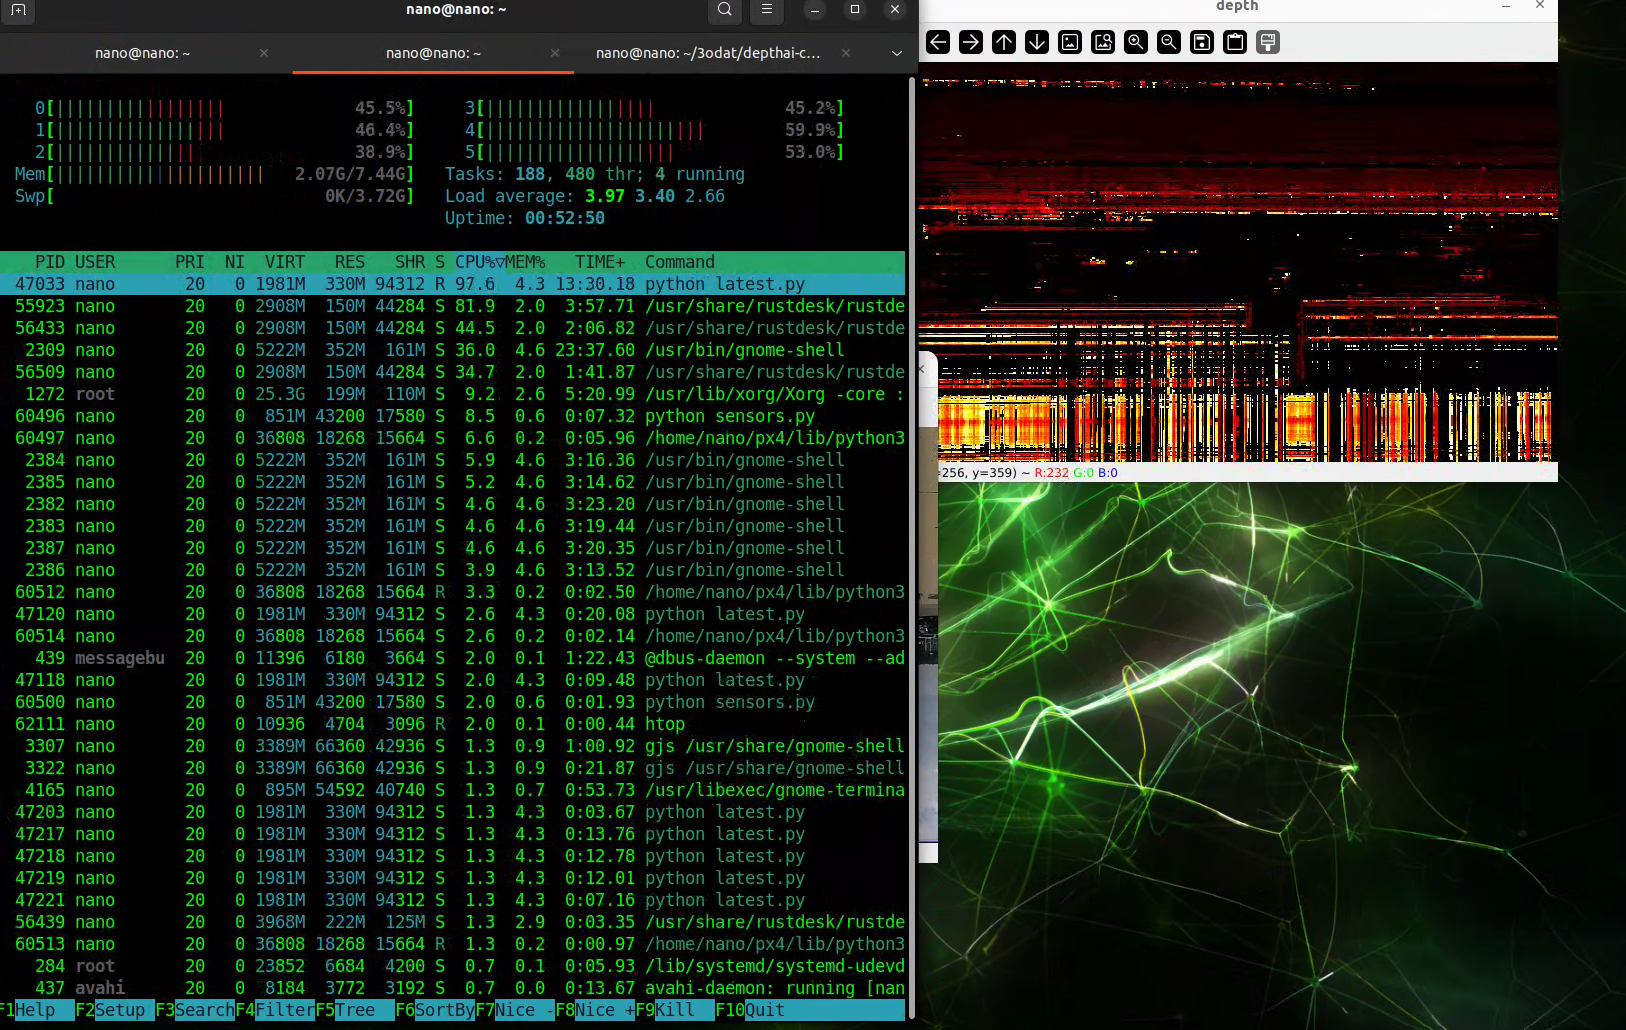 nano@nano: ~
nano@nano: ~
nano@nano: ~
nano@nano: ~/3odat/depthai-c...
depth
0[ 45.5%] 3[ 45.2%]
1[ 46.4%] 4[ 59.9%]
2[ 38.9%] 5[ 53.0%]
Mem[ 2.07G/7.44G] Tasks: 188, 480 thr; 4 running
Swp[ 0K/3.72G] Load average: 3.97 3.40 2.66
Uptime: 00:52:50
PID USER PRI NI VIRT RES SHR S CPU%▽MEM% TIME+ Command
47033 nano 20 0 1981M 330M 94312 R 97.6 4.3 13:30.18 python latest.py
55923 nano 20 0 2908M 150M 44284 S 81.9 2.0 3:57.71 /usr/share/rustdesk/rustde
56433 nano 20 0 2908M 150M 44284 S 44.5 2.0 2:06.82 /usr/share/rustdesk/rustde
2309 nano 20 0 5222M 352M 161M S 36.0 4.6 23:37.60 /usr/bin/gnome-shell
56509 nano 20 0 2908M 150M 44284 S 34.7 2.0 1:41.87 /usr/share/rustdesk/rustde
1272 root 20 0 25.3G 199M 110M S 9.2 2.6 5:20.99 /usr/lib/xorg/Xorg -core :
60496 nano 20 0 851M 43200 17580 S 8.5 0.6 0:07.32 python sensors.py
60497 nano 20 0 36808 18268 15664 S 6.6 0.2 0:05.96 /home/nano/px4/lib/python3
2384 nano 20 0 5222M 352M 161M S 5.9 4.6 3:16.36 /usr/bin/gnome-shell
2385 nano 20 0 5222M 352M 161M S 5.2 4.6 3:14.62 /usr/bin/gnome-shell
2382 nano 20 0 5222M 352M 161M S 4.6 4.6 3:23.20 /usr/bin/gnome-shell
2383 nano 20 0 5222M 352M 161M S 4.6 4.6 3:19.44 /usr/bin/gnome-shell
2387 nano 20 0 5222M 352M 161M S 4.6 4.6 3:20.35 /usr/bin/gnome-shell
2386 nano 20 0 5222M 352M 161M S 3.9 4.6 3:13.52 /usr/bin/gnome-shell
60512 nano 20 0 36808 18268 15664 R 3.3 0.2 0:02.50 /home/nano/px4/lib/python3
47120 nano 20 0 1981M 330M 94312 S 2.6 4.3 0:20.08 python latest.py
60514 nano 20 0 36808 18268 15664 S 2.6 0.2 0:02.14 /home/nano/px4/lib/python3
439 messagebu 20 0 11396 6180 3664 S 2.0 0.1 1:22.43 @dbus-daemon --system --ad
47118 nano 20 0 1981M 330M 94312 S 2.0 4.3 0:09.48 python latest.py
60500 nano 20 0 851M 43200 17580 S 2.0 0.6 0:01.93 python sensors.py
62111 nano 20 0 10936 4704 3096 R 2.0 0.1 0:00.44 htop
3307 nano 20 0 3389M 66360 42936 S 1.3 0.9 1:00.92 gjs /usr/share/gnome-shell
3322 nano 20 0 3389M 66360 42936 S 1.3 0.9 0:21.87 gjs /usr/share/gnome-shell
4165 nano 20 0 895M 54592 40740 S 1.3 0.7 0:53.73 /usr/libexec/gnome-termina
47203 nano 20 0 1981M 330M 94312 S 1.3 4.3 0:03.67 python latest.py
47217 nano 20 0 1981M 330M 94312 S 1.3 4.3 0:13.76 python latest.py
47218 nano 20 0 1981M 330M 94312 S 1.3 4.3 0:12.78 python latest.py
47219 nano 20 0 1981M 330M 94312 S 1.3 4.3 0:12.01 python latest.py
47221 nano 20 0 1981M 330M 94312 S 1.3 4.3 0:07.16 python latest.py
56439 nano 20 0 3968M 222M 125M S 1.3 2.9 0:03.35 /usr/share/rustdesk/rustde
60513 nano 20 0 36808 18268 15664 R 1.3 0.2 0:00.97 /home/nano/px4/lib/python3
284 root 20 0 23852 6684 4200 S 0.7 0.1 0:05.93 /lib/systemd/systemd-udevd
437 avahi 20 0 8184 3772 3192 S 0.7 0.0 0:13.67 avahi-daemon: running [nan
F1Help F2Setup F3SearchF4FilterF5Tree F6SortByF7Nice -F8Nice +F9Kill F10Quit
=256, y=359) ~ R:232 G:0 B:0